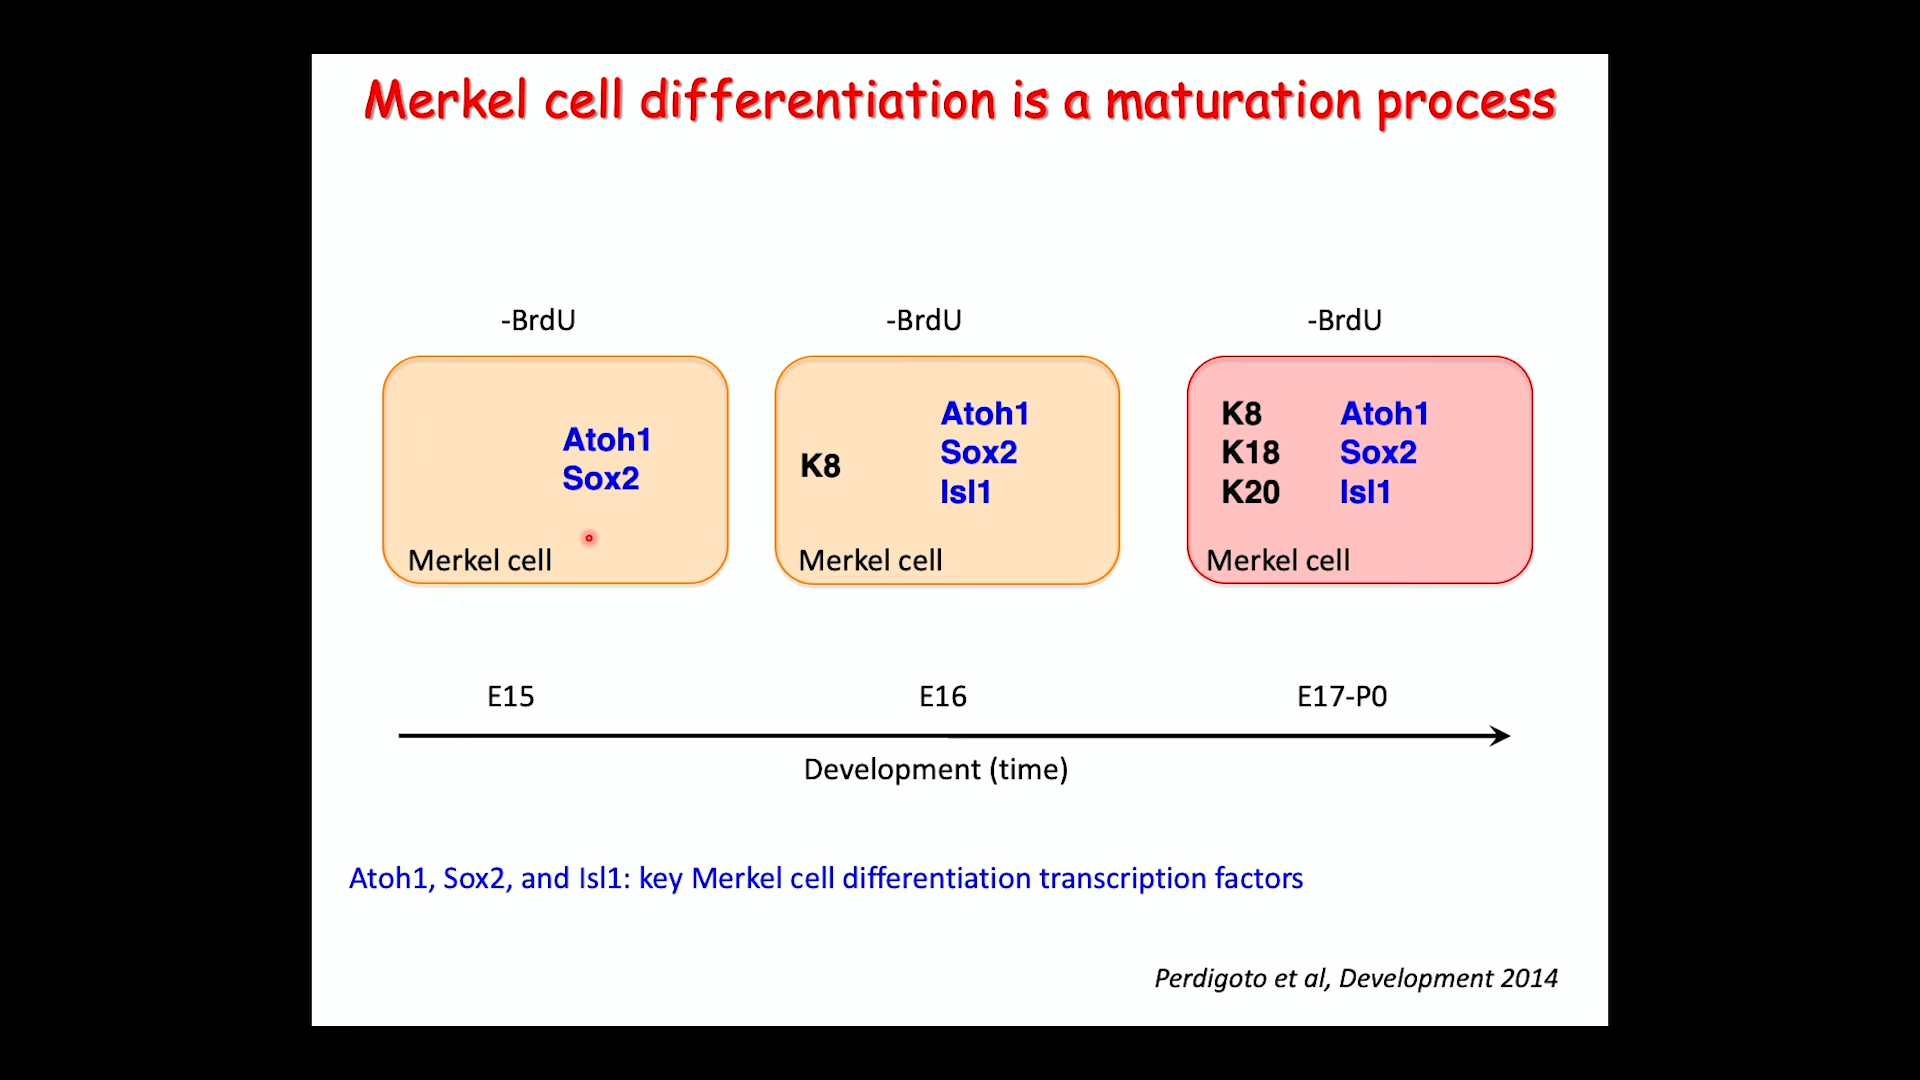 Merkel cell differentiation is a maturation process
-BrdU
-BrdU
-BrdU
Atoh1
Sox2
Merkel cell
K8
Atoh1
Sox2
Isl1
Merkel cell
K8
K18
K20
Atoh1
Sox2
Isl1
Merkel cell
E15
E16
E17-P0
Development (time)
Atoh1, Sox2, and Isl1: key Merkel cell differentiation transcription factors
Perdigoto et al, Development 2014